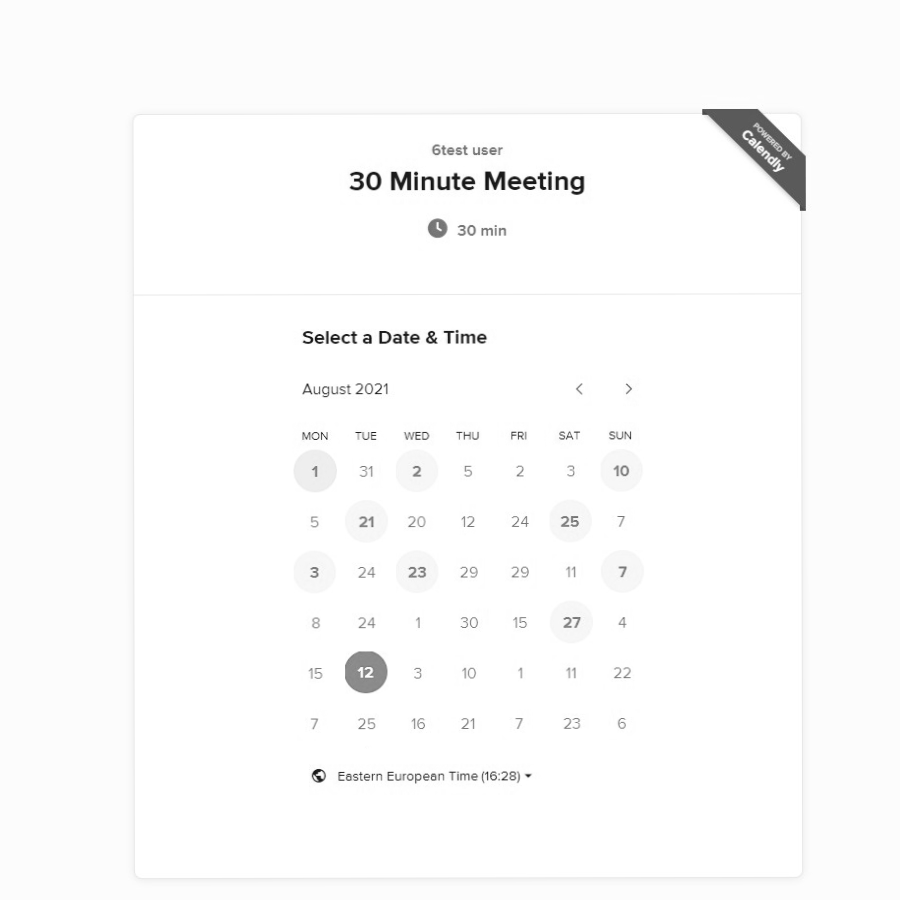 POWERED BY
Calendly
6test user
30 Minute Meeting
30 min
Select a Date & Time
August 2021
MON TUE WED THU FRI SAT SUN
1 31 2 5 2 3 10
5 21 20 12 24 25 7
3 24 23 29 29 11 7
8 24 1 30 15 27 4
15 12 3 10 1 11 22
7 25 16 21 7 23 6
Eastern European Time (16:28)